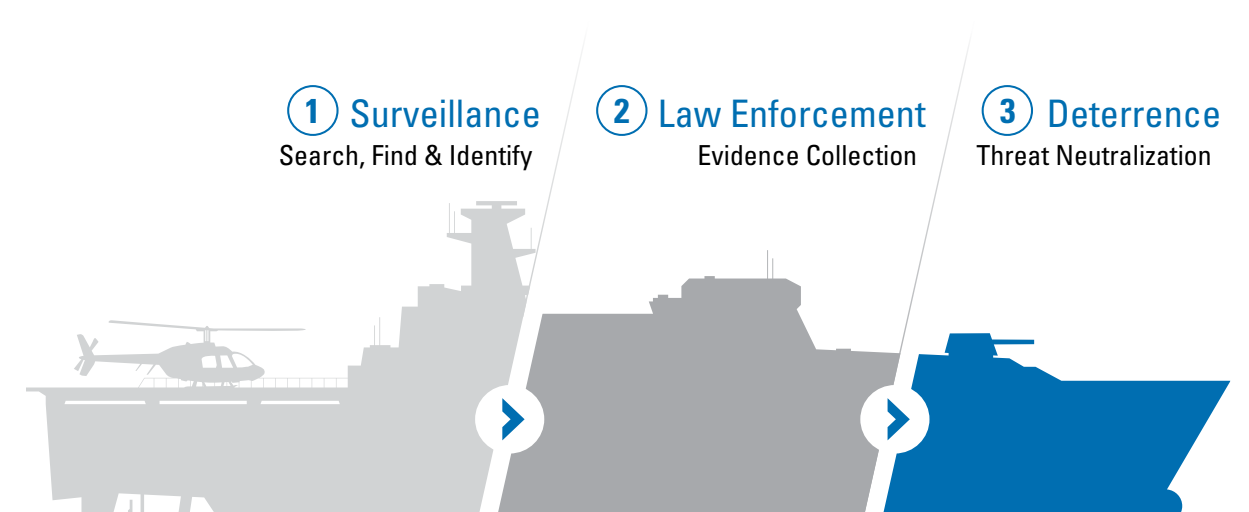 1 Surveillance
Search, Find & Identify
2 Law Enforcement
Evidence Collection
3 Deterrence
Threat Neutralization